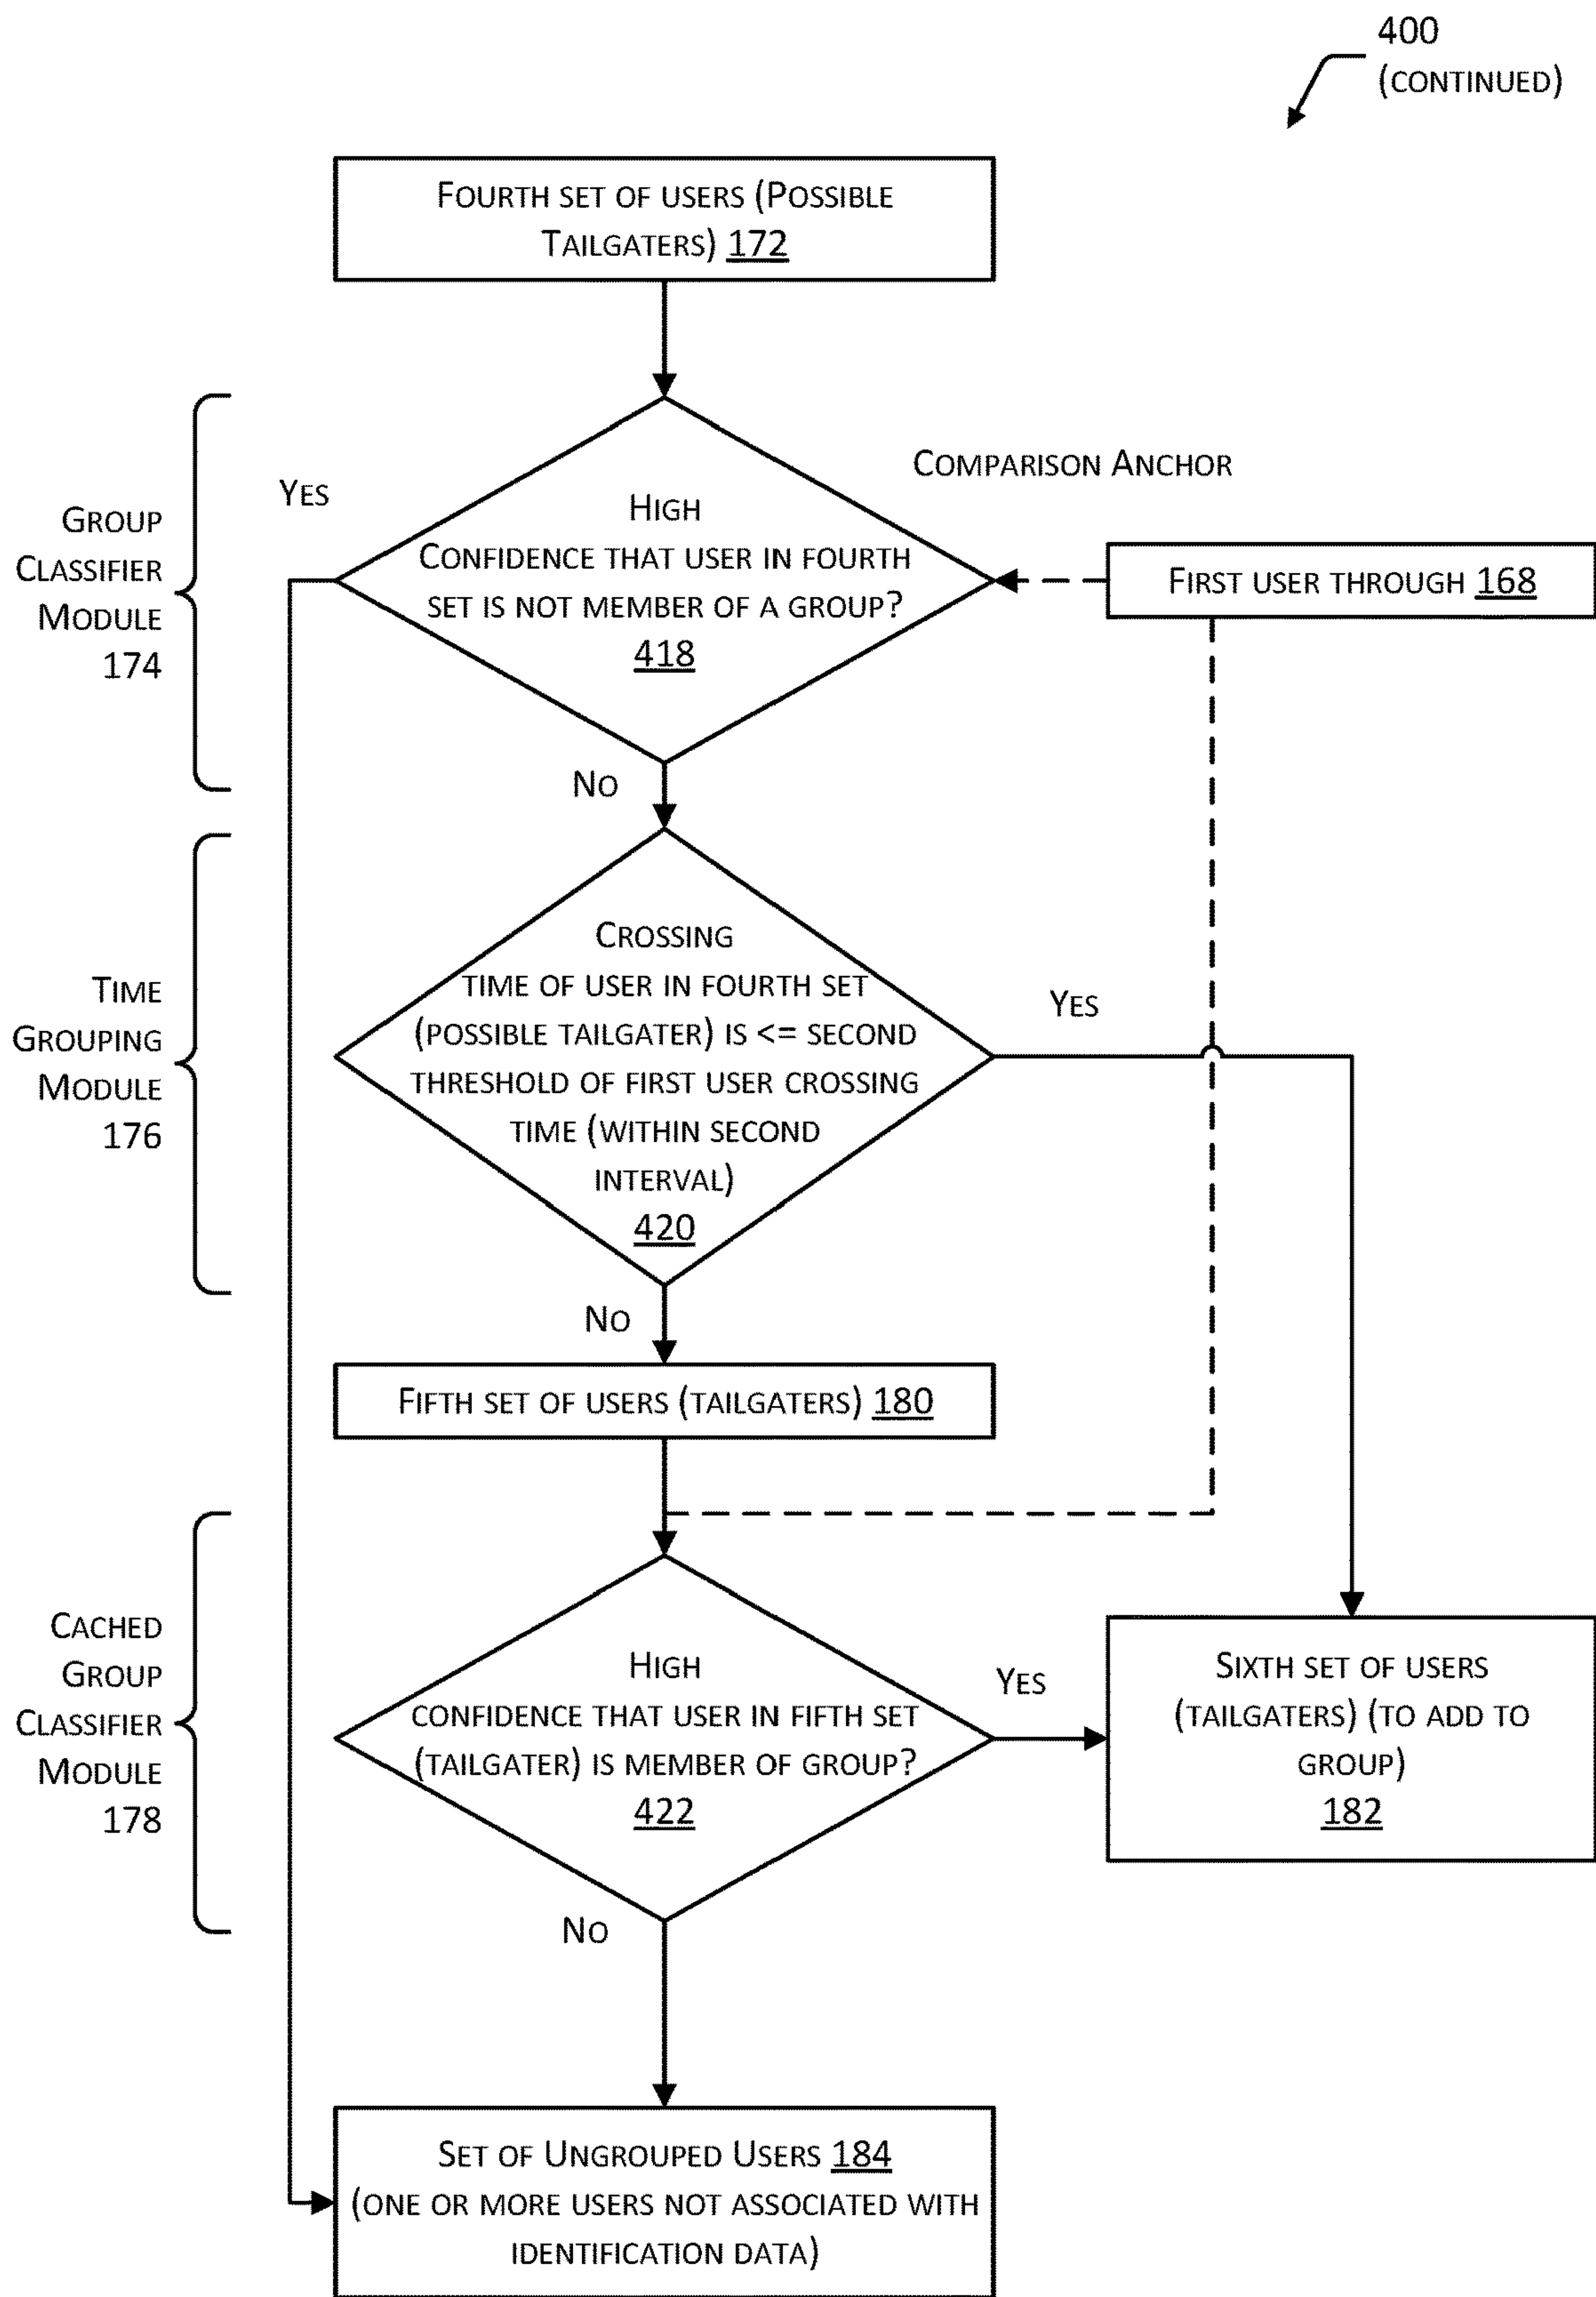 400
(CONTINUED)
FOURTH SET OF USERS (POSSIBLE
TAILGATERS) 172
COMPARISON ANCHOR
YES
HIGH
CONFIDENCE THAT USER IN FOURTH
SET IS NOT MEMBER OF A GROUP?
418
GROUP
CLASSIFIER
MODULE
174
FIRST USER THROUGH 168
NO
CROSSING
TIME OF USER IN FOURTH SET
(POSSIBLE TAILGATER) IS <= SECOND
THRESHOLD OF FIRST USER CROSSING
TIME (WITHIN SECOND
INTERVAL)
420
TIME
GROUPING
MODULE
176
YES
NO
FIFTH SET OF USERS (TAILGATERS) 180
CACHED
GROUP
CLASSIFIER
MODULE
178
HIGH
CONFIDENCE THAT USER IN FIFTH SET
(TAILGATER) IS MEMBER OF GROUP?
422
YES
SIXTH SET OF USERS
(TAILGATERS) (TO ADD TO
GROUP)
182
NO
SET OF UNGROUPED USERS 184
(ONE OR MORE USERS NOT ASSOCIATED WITH
IDENTIFICATION DATA)